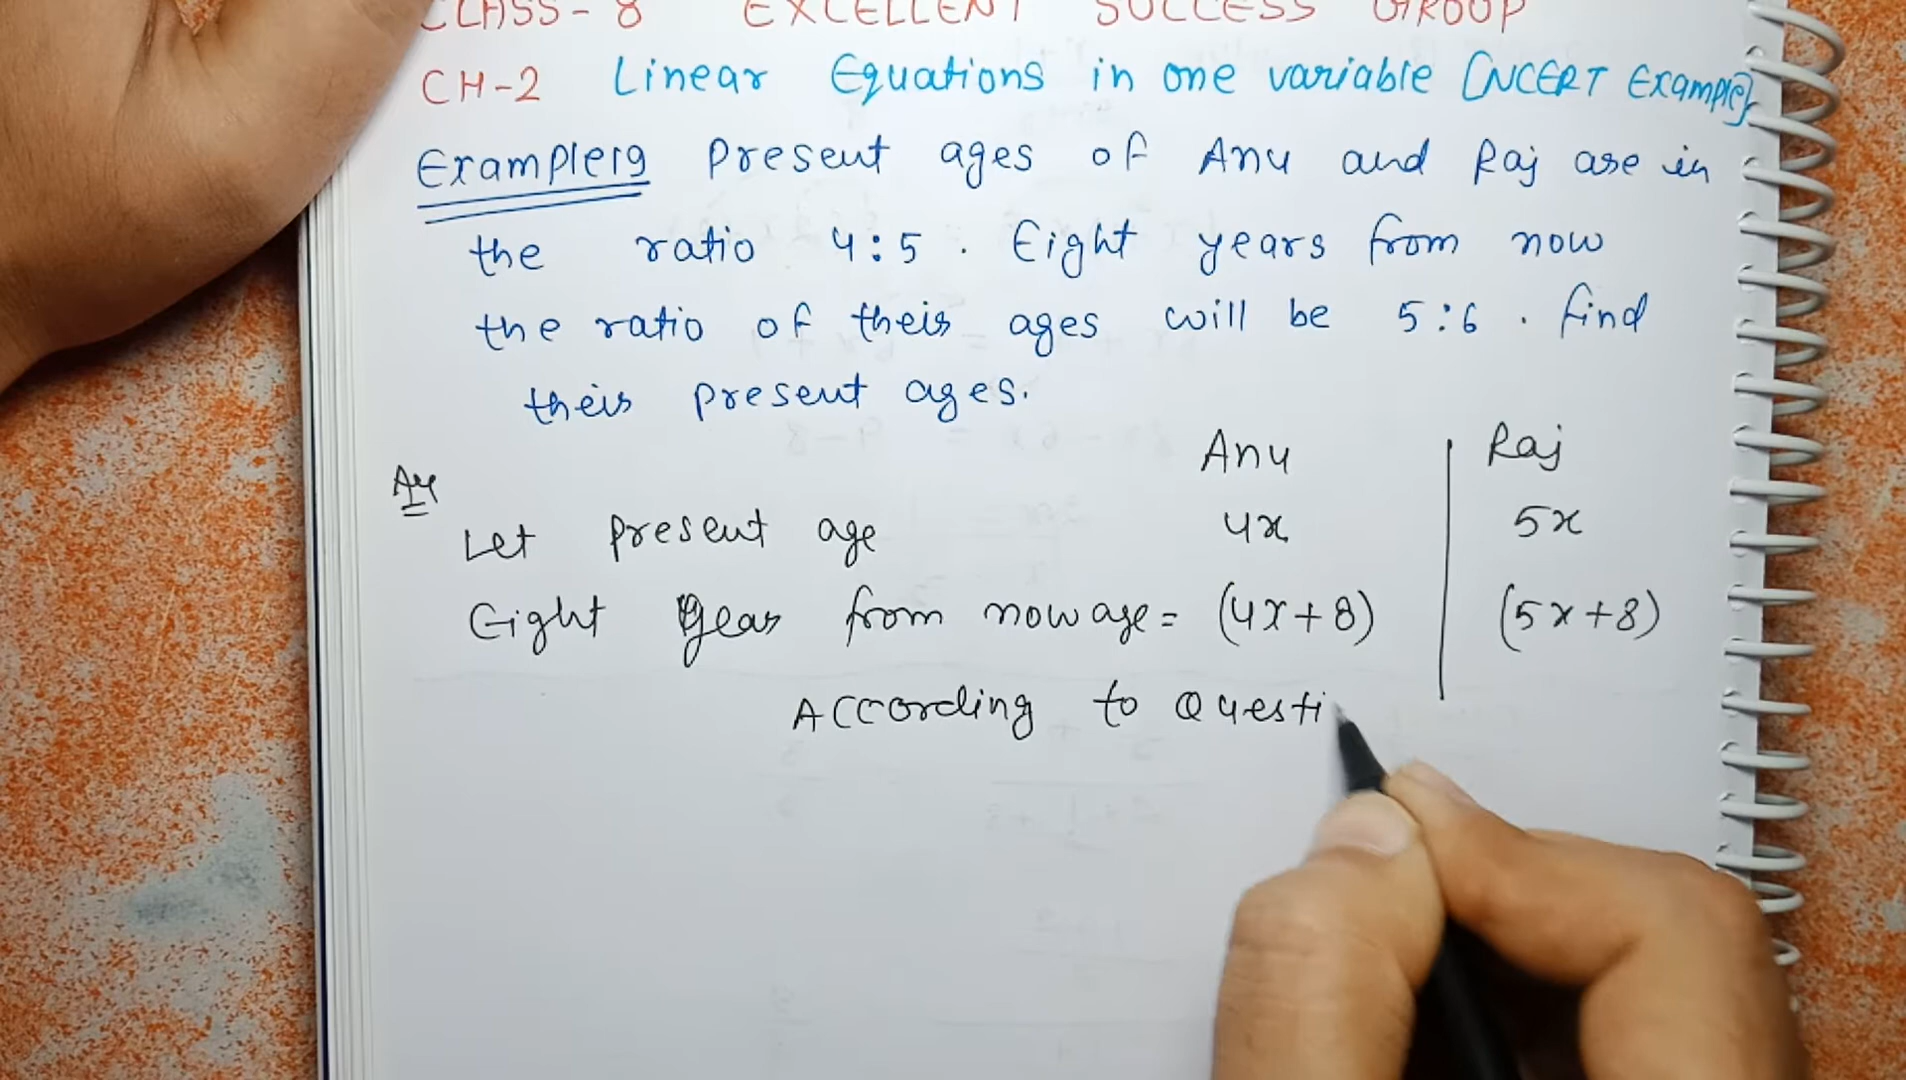 CLASS-8 EXCELLENT SUCCESS GROUP
CH-2 Linear Equations in one variable [NCERT Example]
Example19 Present ages of Anu and Raj are in
the ratio 4:5. Eight years from now
the ratio of their ages will be 5:6. find
their present ages.
Anu Raj
Let present age 4x 5x
Eight year from now age = (4x+8) (5x+8)
According to Questi